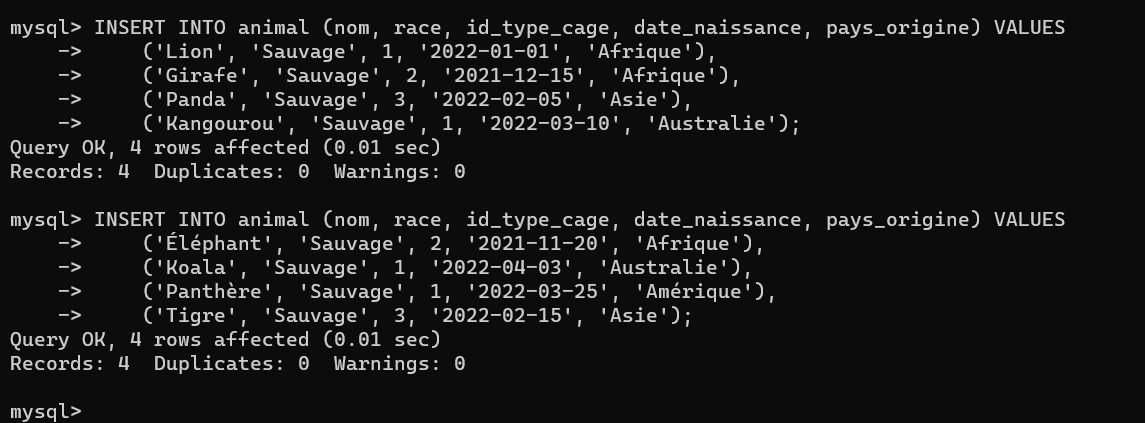 mysql> INSERT INTO animal (nom, race, id_type_cage, date_naissance, pays_origine) VALUES
    ->     ('Lion', 'Sauvage', 1, '2022-01-01', 'Afrique'),
    ->     ('Girafe', 'Sauvage', 2, '2021-12-15', 'Afrique'),
    ->     ('Panda', 'Sauvage', 3, '2022-02-05', 'Asie'),
    ->     ('Kangourou', 'Sauvage', 1, '2022-03-10', 'Australie');
Query OK, 4 rows affected (0.01 sec)
Records: 4  Duplicates: 0  Warnings: 0

mysql> INSERT INTO animal (nom, race, id_type_cage, date_naissance, pays_origine) VALUES
    ->     ('Éléphant', 'Sauvage', 2, '2021-11-20', 'Afrique'),
    ->     ('Koala', 'Sauvage', 1, '2022-04-03', 'Australie'),
    ->     ('Panthère', 'Sauvage', 1, '2022-03-25', 'Amérique'),
    ->     ('Tigre', 'Sauvage', 3, '2022-02-15', 'Asie');
Query OK, 4 rows affected (0.01 sec)
Records: 4  Duplicates: 0  Warnings: 0

mysql>